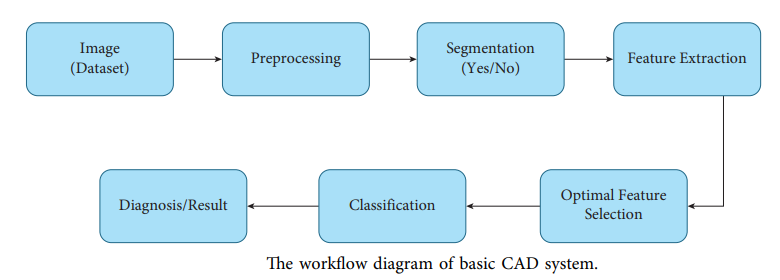 Image
(Dataset)
Preprocessing
Segmentation
(Yes/No)
Feature Extraction
Optimal Feature
Selection
Classification
Diagnosis/Result
The workflow diagram of basic CAD system.